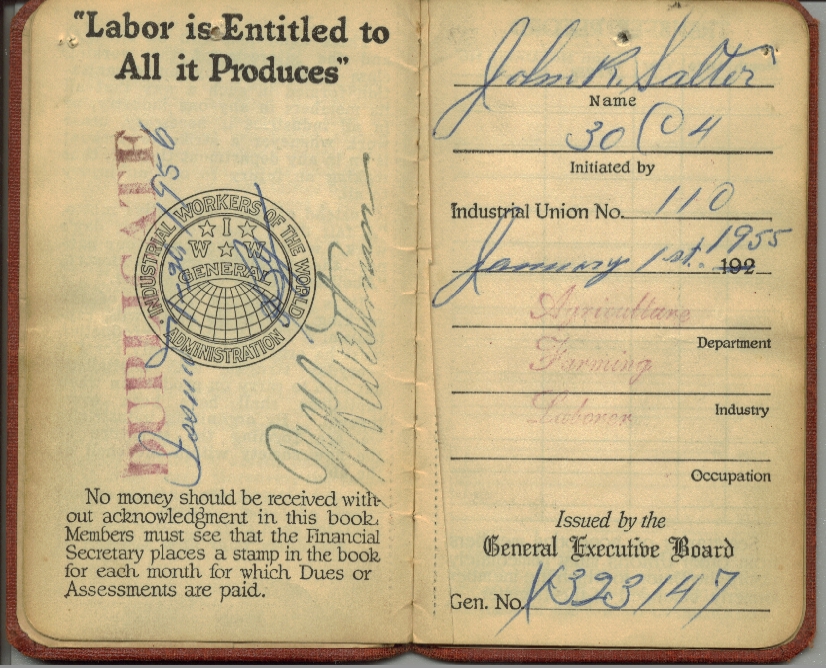 "Labor is Entitled to
All it Produces"
DUPLICATE
Issued
1956
INDUSTRIAL WORKERS OF THE WORLD
I
W W
GENERAL
ADMINISTRATION
No money should be received with-
out acknowledgment in this book.
Members must see that the Financial
Secretary places a stamp in the book
for each month for which Dues or
Assessments are paid.
John R. Salter
Name
30 C 4
Initiated by
Industrial Union No. 110
January 1st. 1955 192
Agriculture
Department
Farming
Industry
Laborer
Occupation
Issued by the
General Executive Board
Gen. No. X323147